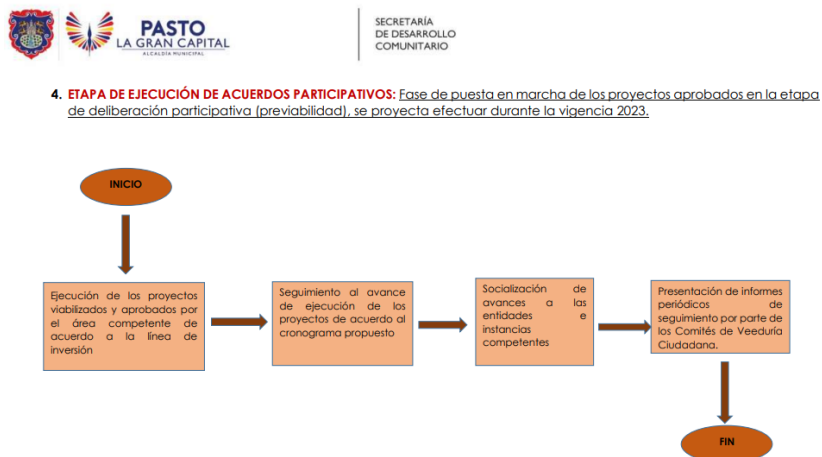 PASTO
LA GRAN CAPITAL
ALCALDÍA MUNICIPAL
SECRETARÍA
DE DESARROLLO
COMUNITARIO
4. ETAPA DE EJECUCIÓN DE ACUERDOS PARTICIPATIVOS: Fase de puesta en marcha de los proyectos aprobados en la etapa
de deliberación participativa (previabilidad), se proyecta efectuar durante la vigencia 2023.
INICIO
Ejecución de los proyectos
viabilizados y aprobados por
el área competente de
acuerdo a la línea de
inversión
Seguimiento al avance
de ejecución de los
proyectos de acuerdo al
cronograma propuesto
Socialización de
avances a las
entidades e
instancias
competentes
Presentación de informes
periódicos de
seguimiento por parte de
los Comités de Veeduría
Ciudadana.
FIN